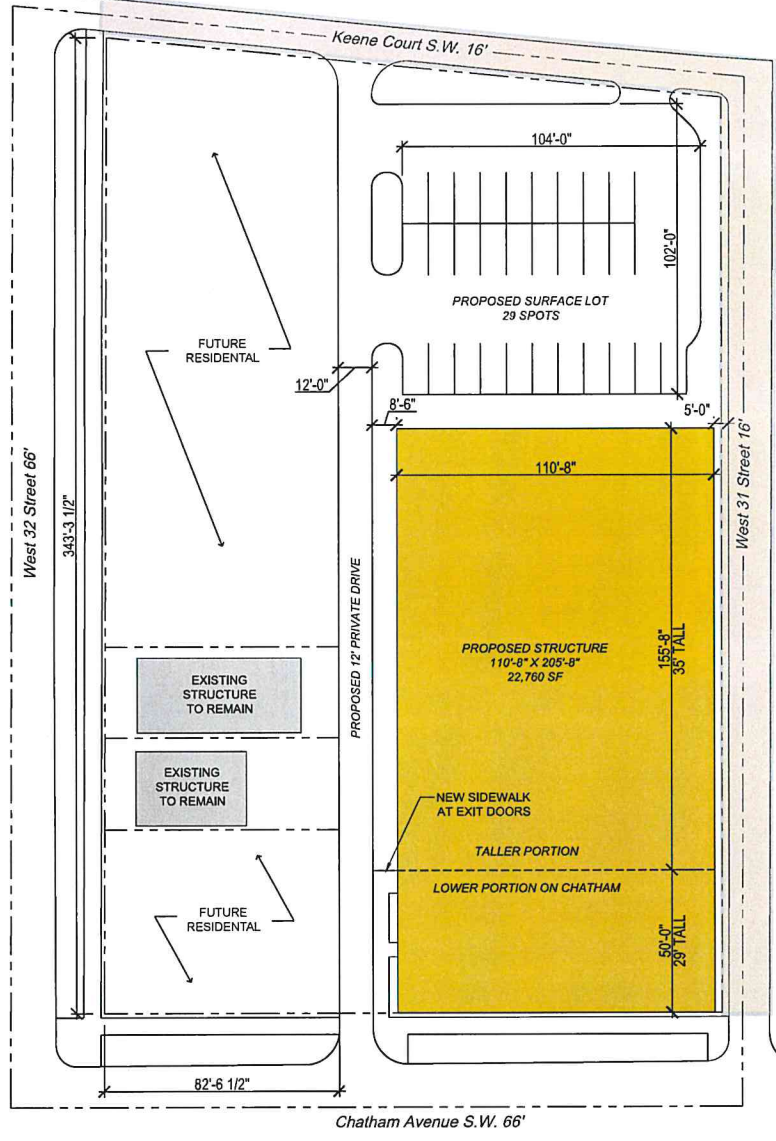 Keene Court S.W. 16'
104'-0"
102'-0"
PROPOSED SURFACE LOT
29 SPOTS
FUTURE
RESIDENTAL
12'-0"
8'-6"
5'-0"
West 32 Street 66'
343'-3 1/2"
West 31 Street 16'
110'-8"
PROPOSED 12' PRIVATE DRIVE
PROPOSED STRUCTURE
110'-8" X 205'-8"
22,760 SF
155'-8"
35' TALL
EXISTING
STRUCTURE
TO REMAIN
EXISTING
STRUCTURE
TO REMAIN
NEW SIDEWALK
AT EXIT DOORS
TALLER PORTION
LOWER PORTION ON CHATHAM
FUTURE
RESIDENTAL
50'-0"
29' TALL
82'-6 1/2"
Chatham Avenue S.W. 66'